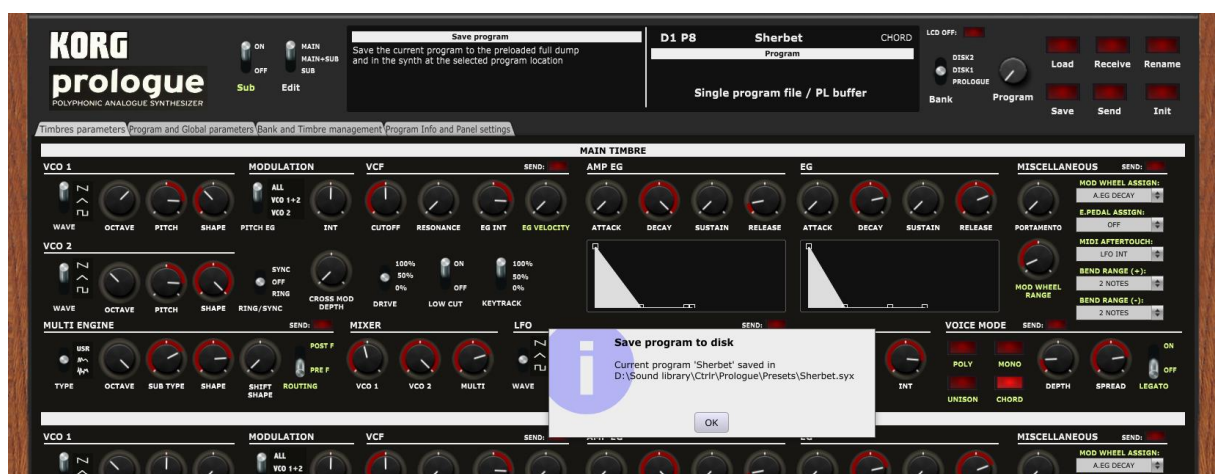 KORG
prologue
POLYPHONIC ANALOGUE SYNTHESIZER
ON
OFF
Sub
MAIN
MAIN+SUB
SUB
Edit
Save program
Save the current program to the preloaded full dump
and in the synth at the selected program location
D1 P8 Sherbet CHORD
Program
Single program file / PL buffer
LCD OFF:
DISK2
DISK1
PROLOGUE
Bank
Program
Load Receive Rename
Save Send Init
Timbres parameters Program and Global parameters Bank and Timbre management Program Info and Panel settings
MAIN TIMBRE
VCO 1
WAVE OCTAVE PITCH SHAPE
MODULATION
ALL
VCO 1+2
VCO 2
PITCH EG INT
VCF SEND:
CUTOFF RESONANCE EG INT EG VELOCITY
AMP EG
ATTACK DECAY SUSTAIN RELEASE
EG
ATTACK DECAY SUSTAIN RELEASE
MISCELLANEOUS SEND:
PORTAMENTO
MOD WHEEL ASSIGN:
A.EG DECAY
E.PEDAL ASSIGN:
OFF
MIDI AFTERTOUCH:
LFO INT
BEND RANGE (+):
2 NOTES
BEND RANGE (-):
2 NOTES
MOD WHEEL
RANGE
VCO 2
WAVE OCTAVE PITCH SHAPE
SYNC
OFF
RING
RING/SYNC
CROSS MOD
DEPTH
100%
50%
0%
DRIVE
ON
OFF
LOW CUT
100%
50%
0%
KEYTRACK
MULTI ENGINE SEND:
USR
TYPE OCTAVE SUB TYPE SHAPE
SHIFT
SHAPE
POST F
PRE F
ROUTING
MIXER
VCO 1 VCO 2 MULTI
LFO SEND:
WAVE
INT
Save program to disk
Current program 'Sherbet' saved in
D:\Sound library\Ctrlr\Prologue\Presets\Sherbet.syx
OK
VOICE MODE SEND:
POLY MONO
UNISON CHORD
DEPTH SPREAD
ON
OFF
LEGATO
VCO 1
MODULATION
ALL
VCO 1+2
VCF
SEND:
AMP EG
EG
MISCELLANEOUS SEND:
MOD WHEEL ASSIGN:
A.EG DECAY